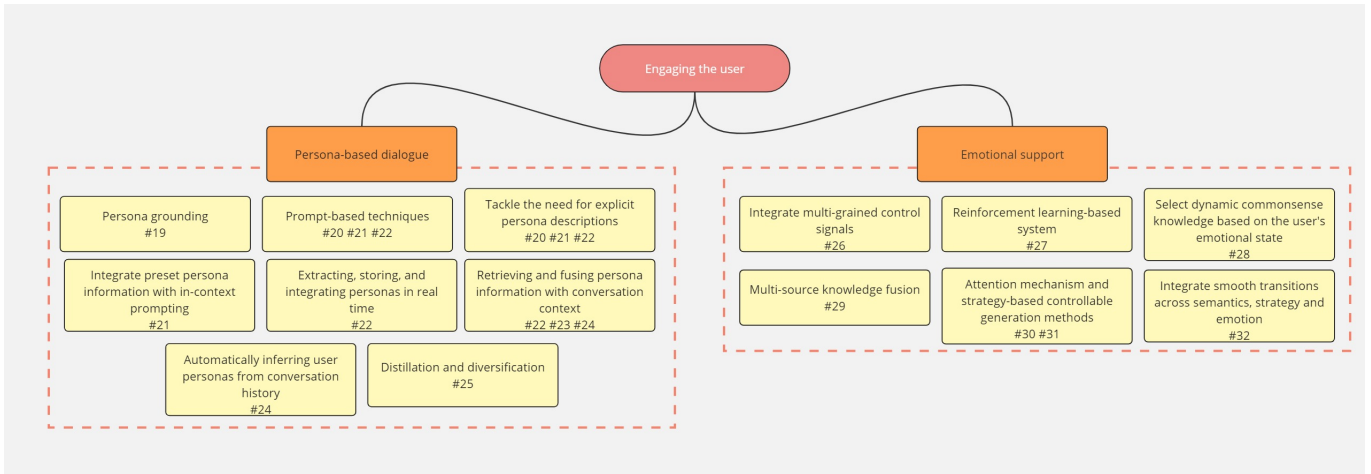 Engaging the user
Persona-based dialogue
Persona grounding
#19
Prompt-based techniques
#20 #21 #22
Tackle the need for explicit
persona descriptions
#20 #21 #22
Integrate preset persona
information with in-context
prompting
#21
Extracting, storing, and
integrating personas in real
time
#22
Retrieving and fusing persona
information with conversation
context
#22 #23 #24
Automatically inferring user
personas from conversation
history
#24
Distillation and diversification
#25
Emotional support
Integrate multi-grained control
signals
#26
Reinforcement learning-based
system
#27
Select dynamic commonsense
knowledge based on the user's
emotional state
#28
Multi-source knowledge fusion
#29
Attention mechanism and
strategy-based controllable
generation methods
#30 #31
Integrate smooth transitions
across semantics, strategy and
emotion
#32